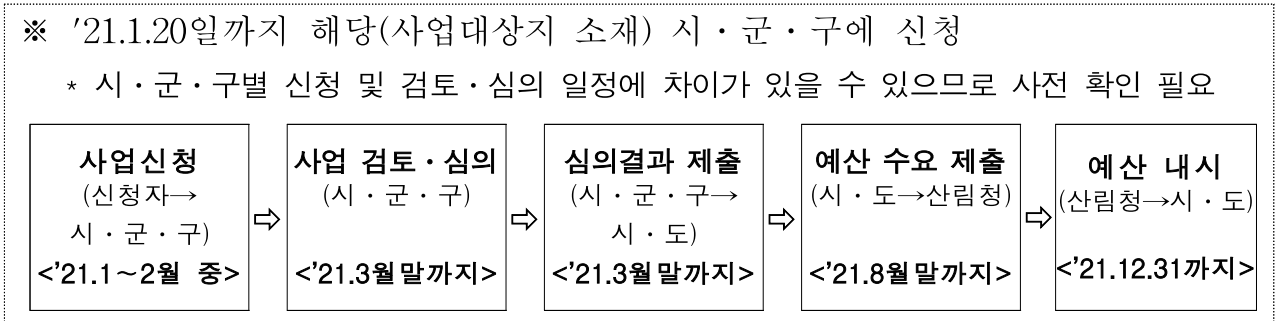 ※ '21.1.20일까지 해당(사업대상지 소재) 시・군・구에 신청
* 시・군・구별 신청 및 검토・심의 일정에 차이가 있을 수 있으므로 사전 확인 필요
사업신청
(신청자→
시・군・구)
<'21.1～2월 중>
⇨
사업 검토・심의
(시・군・구)
<'21.3월말까지>
⇨
심의결과 제출
(시・군・구→
시・도)
<'21.3월말까지>
⇨
예산 수요 제출
(시・도→산림청)
<'21.8월말까지>
⇨
예산 내시
(산림청→시・도)
<'21.12.31까지>